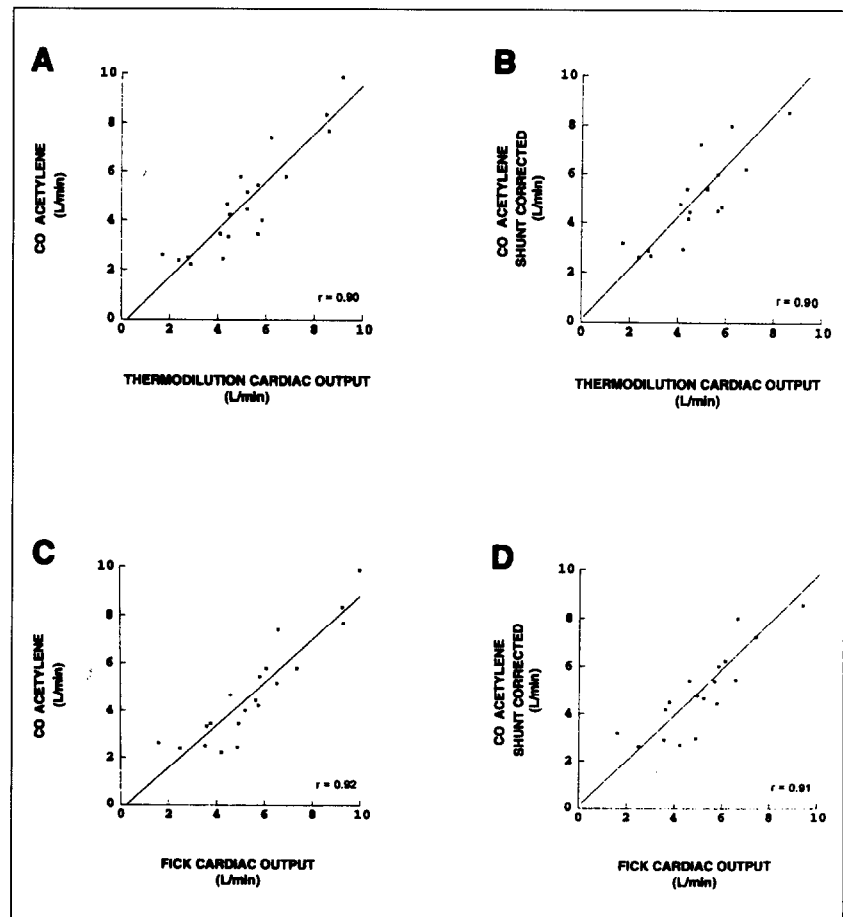 A
10
8
6
4
2
0
CO ACETYLENE
(L/min)
r = 0.90
2 4 6 8 10
THERMODILUTION CARDIAC OUTPUT
(L/min)
B
10
8
6
4
2
0
CO ACETYLENE
SHUNT CORRECTED
(L/min)
r = 0.90
0 2 4 6 8 10
THERMODILUTION CARDIAC OUTPUT
(L/min)
C
10
8
6
4
2
0
CO ACETYLENE
(L/min)
r = 0.92
2 4 6 8 10
FICK CARDIAC OUTPUT
(L/min)
D
10
8
6
4
2
0
CO ACETYLENE
SHUNT CORRECTED
(L/min)
r = 0.91
2 4 6 8 10
FICK CARDIAC OUTPUT
(L/min)